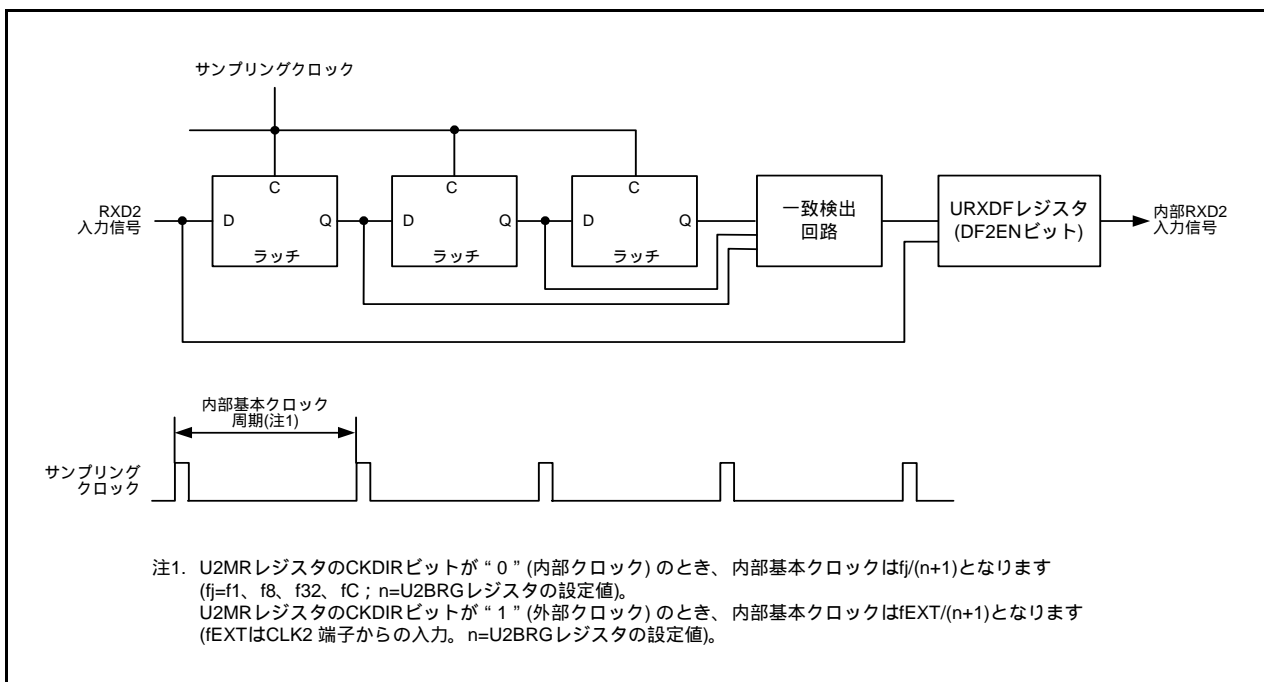 サンプリングクロック
C
C
C
RXD2
入力信号
D
Q
D
Q
D
Q
ラッチ
ラッチ
ラッチ
一致検出
回路
URXDFレジスタ
(DF2ENビット)
内部RXD2
入力信号
内部基本クロック
周期(注1)
サンプリング
クロック
注1. U2MRレジスタのCKDIRビットが“0”(内部クロック) のとき、内部基本クロックはfj/(n+1)となります
(fj=f1、f8、f32、fC ; n=U2BRGレジスタの設定値)。
U2MRレジスタのCKDIRビットが“1”(外部クロック) のとき、内部基本クロックはfEXT/(n+1)となります
(fEXTはCLK2 端子からの入力。n=U2BRGレジスタの設定値)。